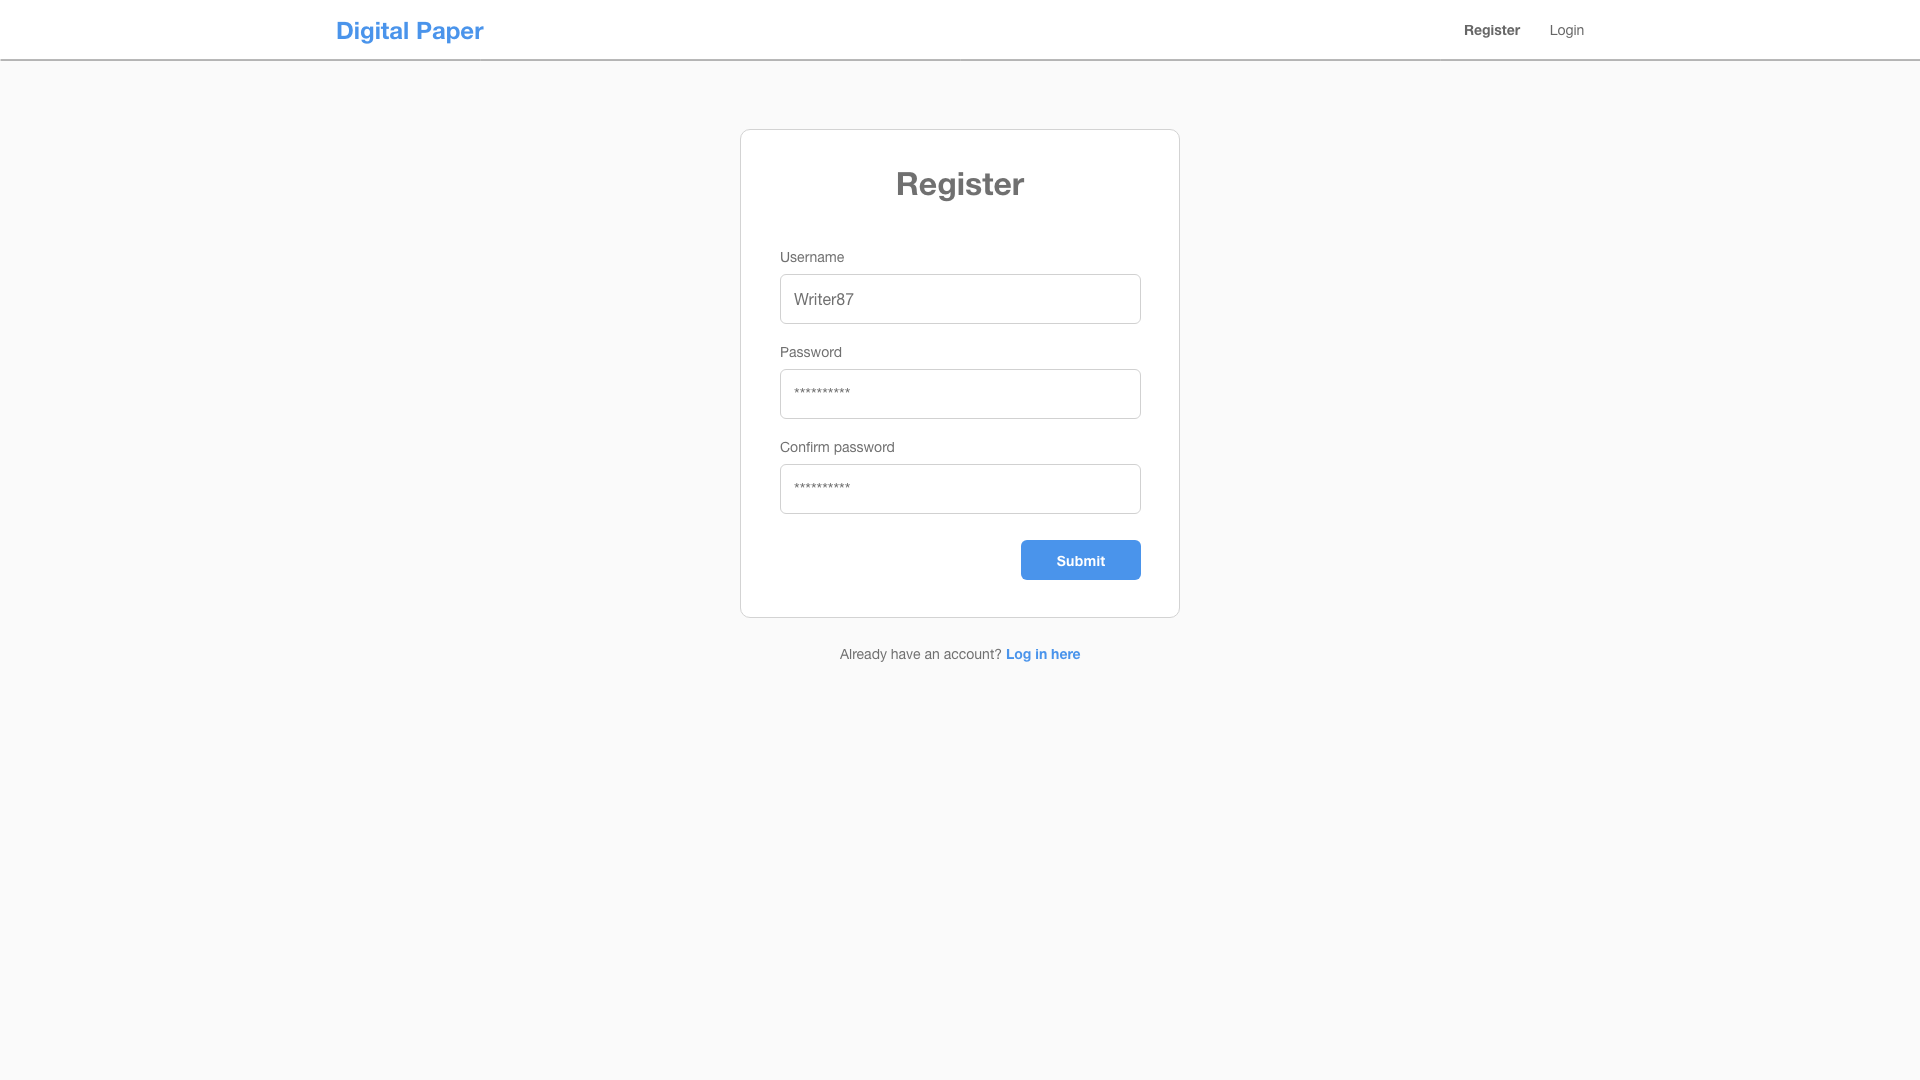 Digital Paper
Register
Login
Register
Username
Writer87
Password
**********
Confirm password
**********
Submit
Already have an account? Log in here